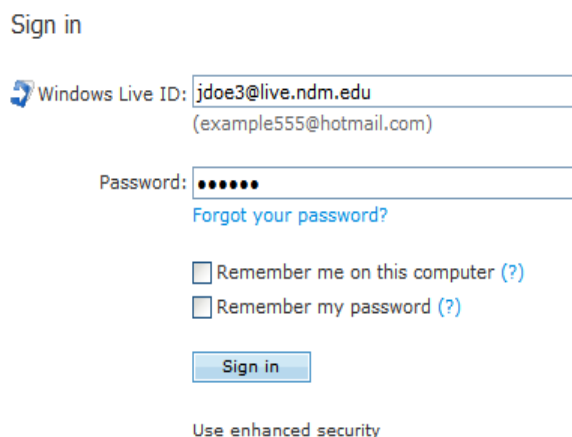 Sign in
Windows Live ID: jdoe3@live.ndm.edu
(example555@hotmail.com)
Password: ••••••
Forgot your password?
Remember me on this computer (?)
Remember my password (?)
Sign in
Use enhanced security